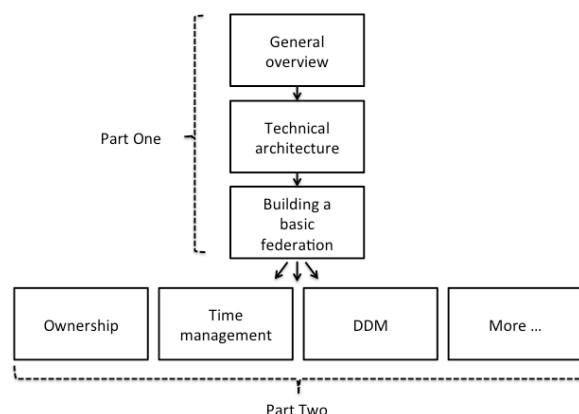 General
overview
Part One
Technical
architecture
Building a
basic
federation
Ownership
Time
management
DDM
More ...
Part Two